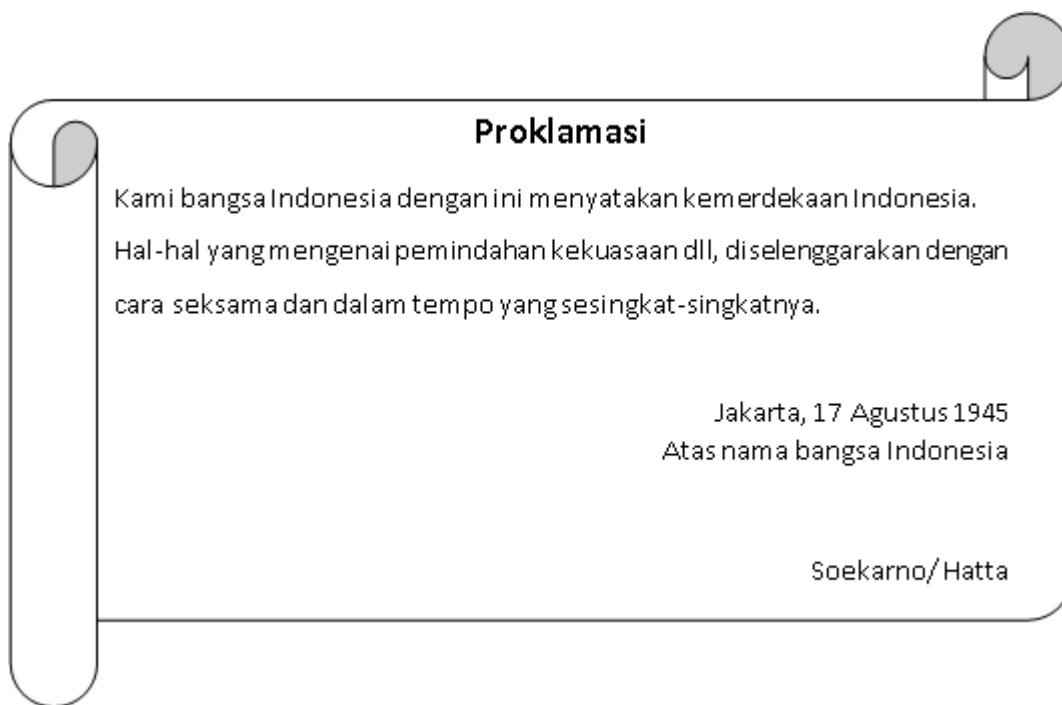 Proklamasi
Kami bangsa Indonesia dengan ini menyatakan kemerdekaan Indonesia.
Hal-hal yang mengenai pemindahan kekuasaan dll, diselenggarakan dengan
cara seksama dan dalam tempo yang sesingkat-singkatnya.
Jakarta, 17 Agustus 1945
Atas nama bangsa Indonesia
Soekarno/ Hatta